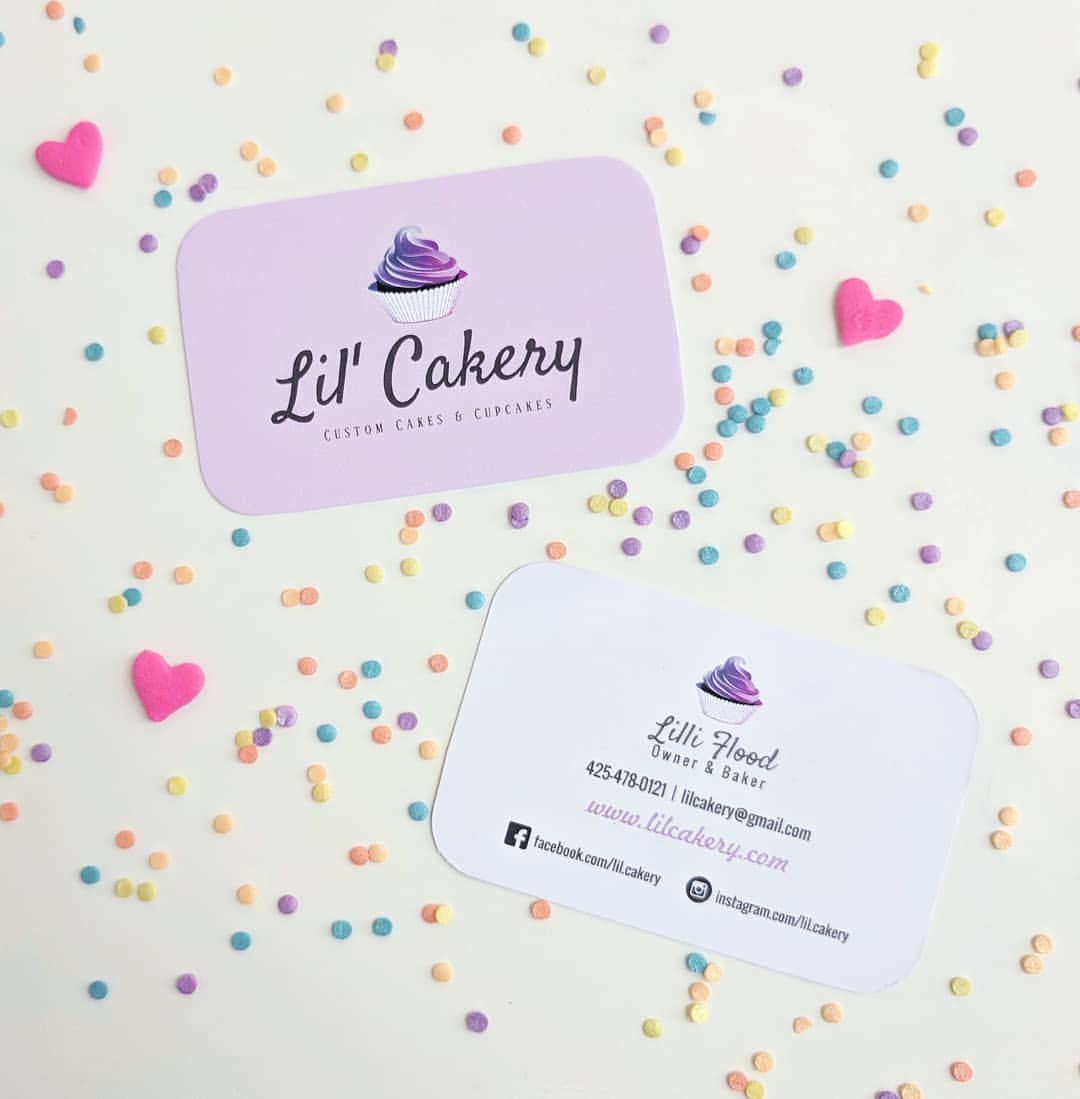 Lil' Cakery
Custom Cakes & Cupcakes
Lilli Flood
Owner & Baker
425-478-0121 | lilcakery@gmail.com
www.lilcakery.com
facebook.com/lil.cakery
instagram.com/lil.cakery